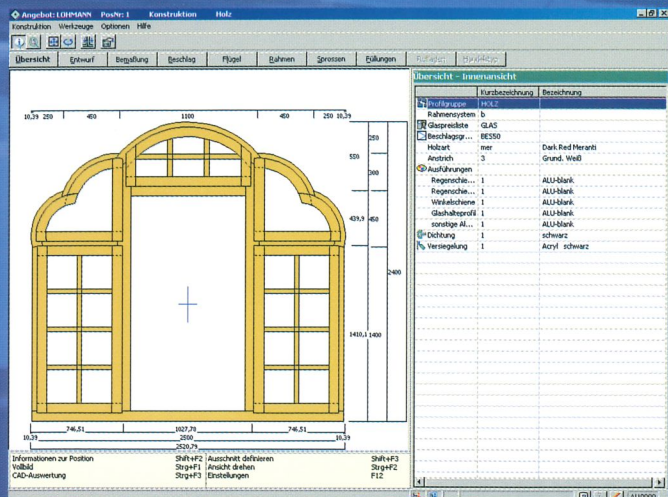 Angebot: LOHMANN PosNr: 1 Konstruktion Holz
Konstruktion Werkzeuge Optionen Hilfe
Übersicht Entwurf Bemaßung Beschlag Flügel Rahmen Sprossen Füllungen
Übersicht - Innenansicht
Kurzbezeichnung Bezeichnung
Profilgruppe HOLZ
Rahmensystem b
Glaspreisliste GLAS
Beschlagsgr... BES50
Holzart mer Dark Red Meranti
Anstrich 3 Grund. Weiß
Ausführungen
Regenschie... 1 ALU-blank
Regenschie... 1 ALU-blank
Winkelschiene 1 ALU-blank
Glashalteprofil 1 ALU-blank
sonstige Al... 1 ALU-blank
Dichtung 1 schwarz
Versiegelung 1 Acryl schwarz
10,39 250 450 1100 450 250 10,39
250
550
300
439,9 450
2400
1410,1 1400
746,51 1027,78 746,51
10,39 2500 10,39
2520,79
Informationen zur Position Shift+F2 Ausschnitt definieren Shift+F3
Vollbild Strg+F1 Ansicht drehen Strg+F2
CAD-Auswertung Strg+F3 Einstellungen F12